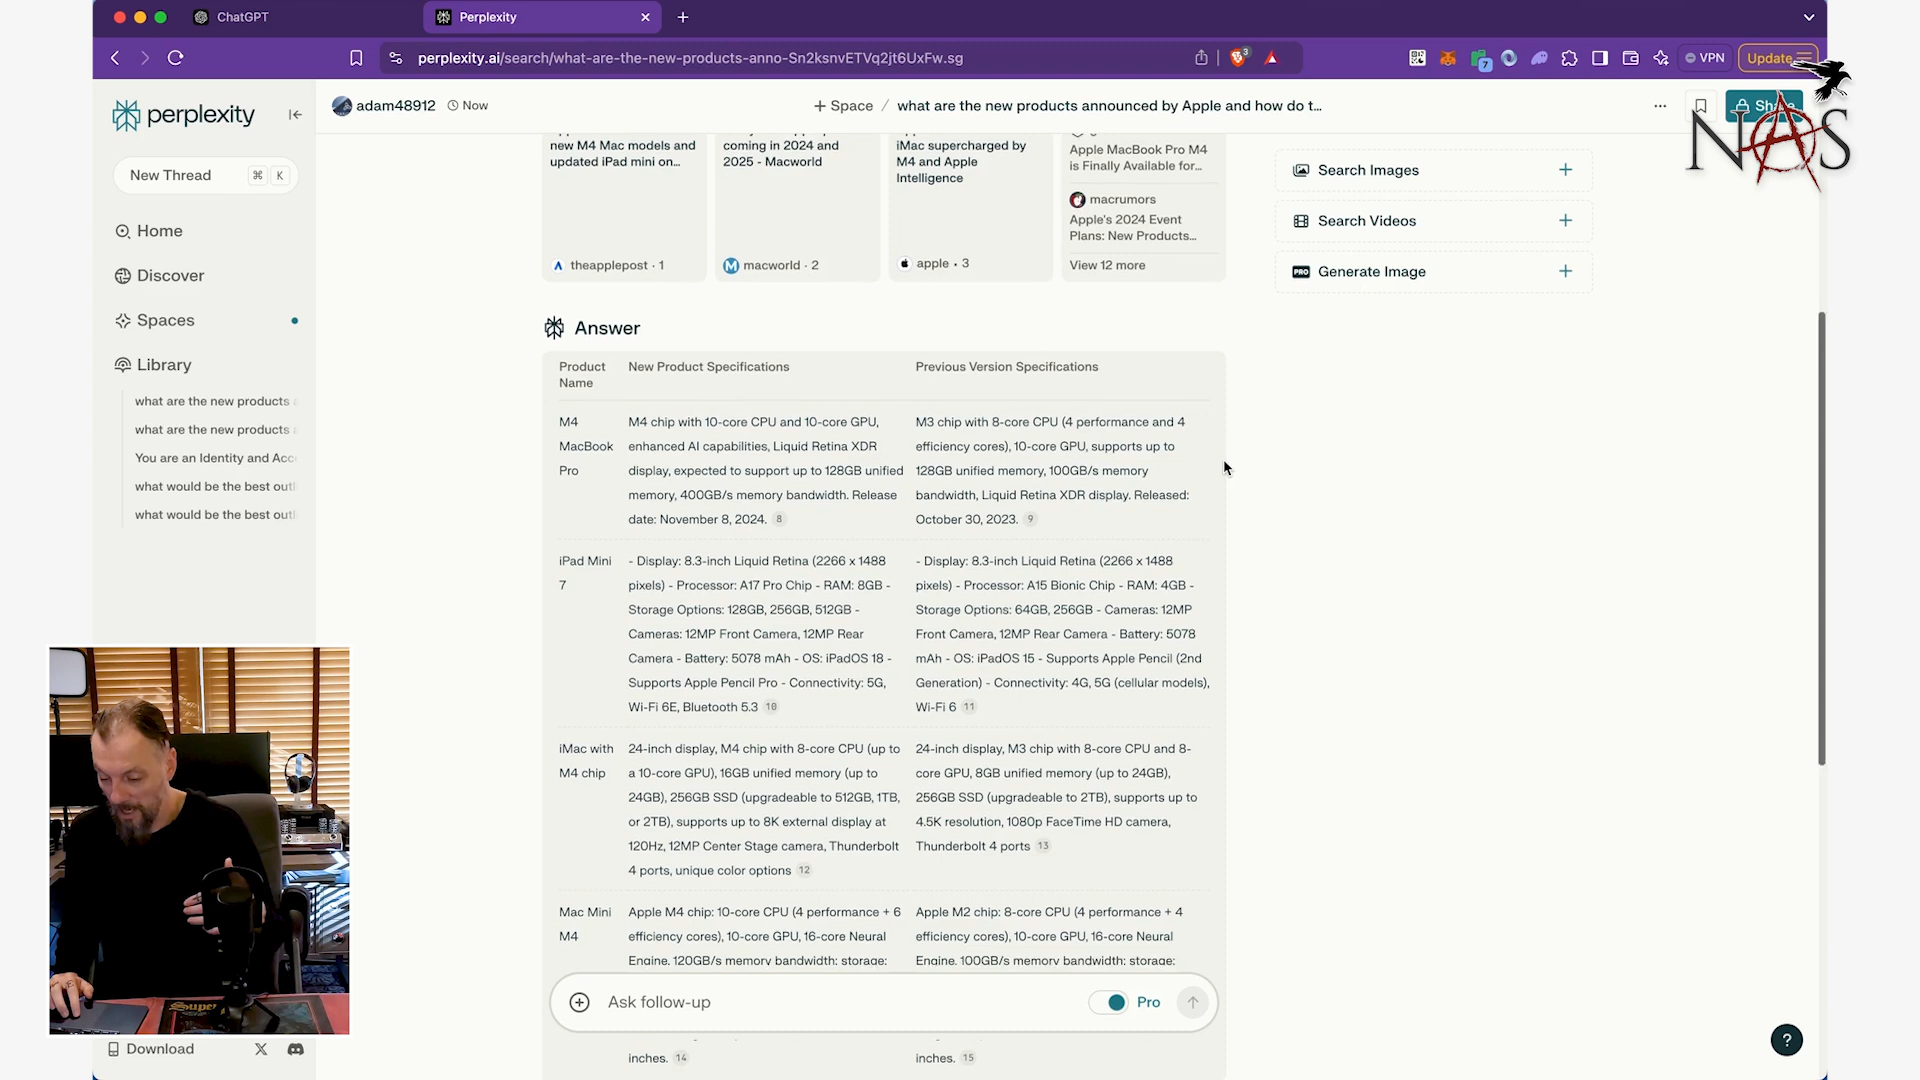 ChatGPT
Perplexity
perplexity.ai/search/what-are-the-new-products-anno-Sn2ksnvETVq2jt6UxFw.sg
3
7
VPN
Update
perplexity
adam48912
Now
Space / what are the new products announced by Apple and how do t...
NAS
New Thread
⌘ K
Home
Discover
Spaces
Library
what are the new products
what are the new products
You are an Identity and Acc
what would be the best out
what would be the best out
Download
new M4 Mac models and
updated iPad mini on...
theapplepost · 1
coming in 2024 and
2025 - Macworld
macworld · 2
iMac supercharged by
M4 and Apple
Intelligence
apple · 3
Apple MacBook Pro M4
is Finally Available for...
macrumors
Apple's 2024 Event
Plans: New Products...
View 12 more
Search Images
Search Videos
PRO Generate Image
Answer
Product
Name
New Product Specifications
Previous Version Specifications
M4
MacBook
Pro
M4 chip with 10-core CPU and 10-core GPU,
enhanced AI capabilities, Liquid Retina XDR
display, expected to support up to 128GB unified
memory, 400GB/s memory bandwidth. Release
date: November 8, 2024. 8
M3 chip with 8-core CPU (4 performance and 4
efficiency cores), 10-core GPU, supports up to
128GB unified memory, 100GB/s memory
bandwidth, Liquid Retina XDR display. Released:
October 30, 2023. 9
iPad Mini
7
- Display: 8.3-inch Liquid Retina (2266 x 1488
pixels) - Processor: A17 Pro Chip - RAM: 8GB -
Storage Options: 128GB, 256GB, 512GB -
Cameras: 12MP Front Camera, 12MP Rear
Camera - Battery: 5078 mAh - OS: iPadOS 18 -
Supports Apple Pencil Pro - Connectivity: 5G,
Wi-Fi 6E, Bluetooth 5.3 10
- Display: 8.3-inch Liquid Retina (2266 x 1488
pixels) - Processor: A15 Bionic Chip - RAM: 4GB -
Storage Options: 64GB, 256GB - Cameras: 12MP
Front Camera, 12MP Rear Camera - Battery: 5078
mAh - OS: iPadOS 15 - Supports Apple Pencil (2nd
Generation) - Connectivity: 4G, 5G (cellular models),
Wi-Fi 6 11
iMac with
M4 chip
24-inch display, M4 chip with 8-core CPU (up to
a 10-core GPU), 16GB unified memory (up to
24GB), 256GB SSD (upgradeable to 512GB, 1TB,
or 2TB), supports up to 8K external display at
120Hz, 12MP Center Stage camera, Thunderbolt
4 ports, unique color options 12
24-inch display, M3 chip with 8-core CPU and 8-
core GPU, 8GB unified memory (up to 24GB),
256GB SSD (upgradeable to 2TB), supports up to
4.5K resolution, 1080p FaceTime HD camera,
Thunderbolt 4 ports 13
Mac Mini
M4
Apple M4 chip: 10-core CPU (4 performance + 6
efficiency cores), 10-core GPU, 16-core Neural
Engine, 120GB/s memory bandwidth; storage:
Apple M2 chip: 8-core CPU (4 performance + 4
efficiency cores), 10-core GPU, 16-core Neural
Engine, 100GB/s memory bandwidth; storage:
Ask follow-up
Pro
inches. 14
inches. 15
?
Super